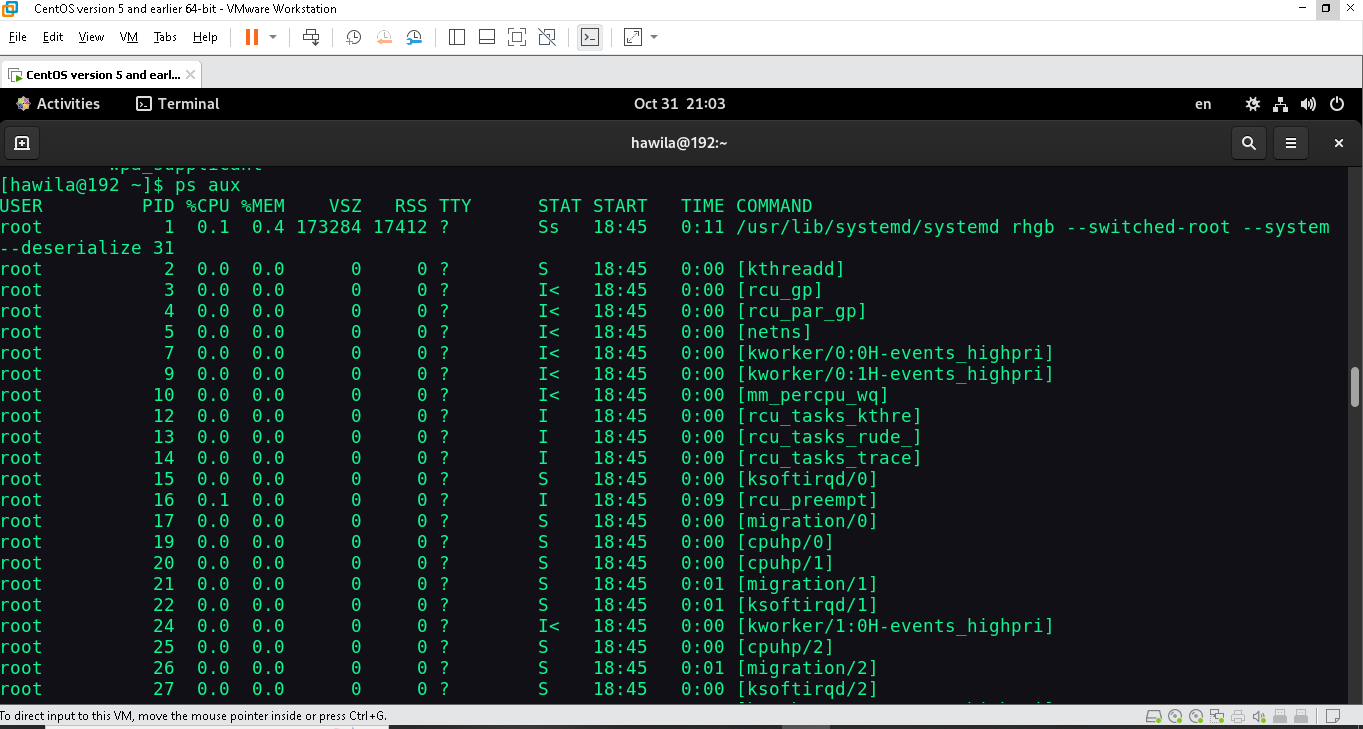 CentOS version 5 and earlier 64-bit - VMware Workstation
File Edit View VM Tabs Help
CentOS version 5 and earl...
Activities Terminal Oct 31 21:03 en
hawila@192:~
wpa_supplicant
[hawila@192 ~]$ ps aux
USER PID %CPU %MEM VSZ RSS TTY STAT START TIME COMMAND
root 1 0.1 0.4 173284 17412 ? Ss 18:45 0:11 /usr/lib/systemd/systemd rhgb --switched-root --system
--deserialize 31
root 2 0.0 0.0 0 0 ? S 18:45 0:00 [kthreadd]
root 3 0.0 0.0 0 0 ? I< 18:45 0:00 [rcu_gp]
root 4 0.0 0.0 0 0 ? I< 18:45 0:00 [rcu_par_gp]
root 5 0.0 0.0 0 0 ? I< 18:45 0:00 [netns]
root 7 0.0 0.0 0 0 ? I< 18:45 0:00 [kworker/0:0H-events_highpri]
root 9 0.0 0.0 0 0 ? I< 18:45 0:00 [kworker/0:1H-events_highpri]
root 10 0.0 0.0 0 0 ? I< 18:45 0:00 [mm_percpu_wq]
root 12 0.0 0.0 0 0 ? I 18:45 0:00 [rcu_tasks_kthre]
root 13 0.0 0.0 0 0 ? I 18:45 0:00 [rcu_tasks_rude_]
root 14 0.0 0.0 0 0 ? I 18:45 0:00 [rcu_tasks_trace]
root 15 0.0 0.0 0 0 ? S 18:45 0:00 [ksoftirqd/0]
root 16 0.1 0.0 0 0 ? I 18:45 0:09 [rcu_preempt]
root 17 0.0 0.0 0 0 ? S 18:45 0:00 [migration/0]
root 19 0.0 0.0 0 0 ? S 18:45 0:00 [cpuhp/0]
root 20 0.0 0.0 0 0 ? S 18:45 0:00 [cpuhp/1]
root 21 0.0 0.0 0 0 ? S 18:45 0:01 [migration/1]
root 22 0.0 0.0 0 0 ? S 18:45 0:01 [ksoftirqd/1]
root 24 0.0 0.0 0 0 ? I< 18:45 0:00 [kworker/1:0H-events_highpri]
root 25 0.0 0.0 0 0 ? S 18:45 0:00 [cpuhp/2]
root 26 0.0 0.0 0 0 ? S 18:45 0:01 [migration/2]
root 27 0.0 0.0 0 0 ? S 18:45 0:00 [ksoftirqd/2]
To direct input to this VM, move the mouse pointer inside or press Ctrl+G.